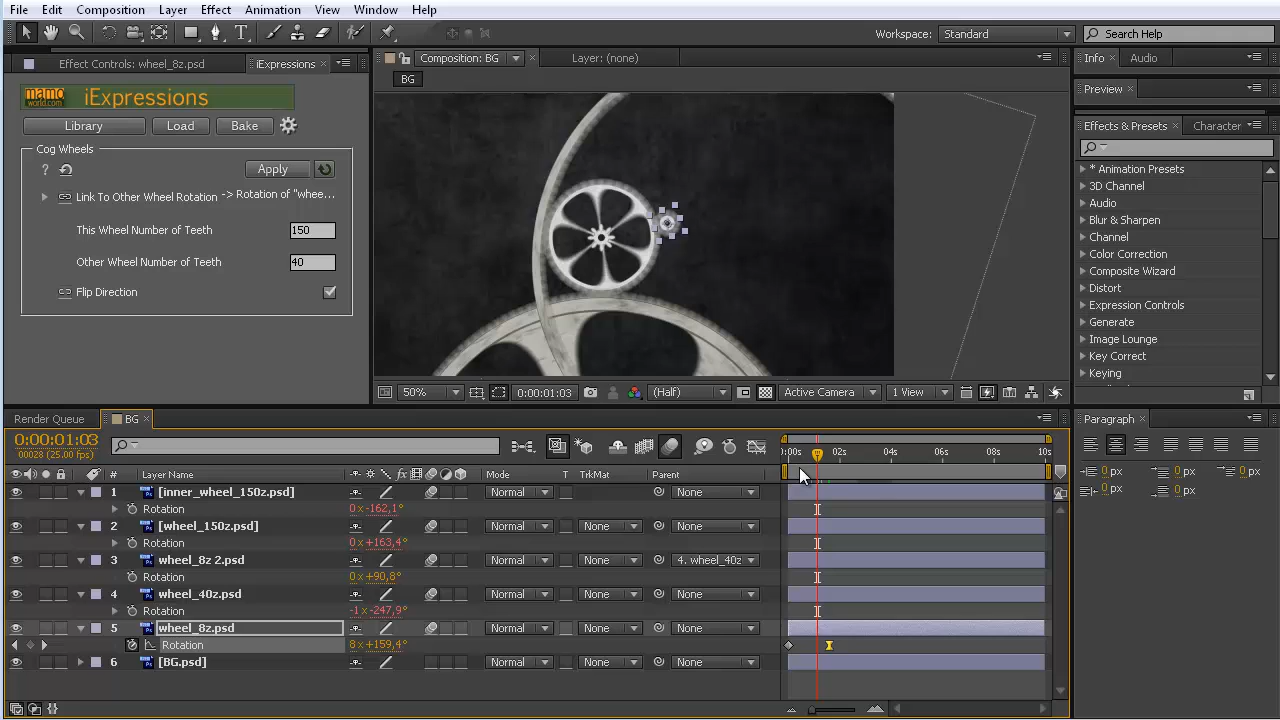 File Edit Composition Layer Effect Animation View Window Help
Workspace: Standard Search Help
Effect Controls: wheel_8z.psd iExpressions × Composition: BG × Layer: (none) Info × Audio
BG
mamoworld.com iExpressions
Preview ×
Library Load Bake
Effects & Presets × Character
Cog Wheels
? Apply
* Animation Presets
3D Channel
Link To Other Wheel Rotation -> Rotation of "whee...
Audio
Blur & Sharpen
This Wheel Number of Teeth 150
Channel
Color Correction
Other Wheel Number of Teeth 40
Composite Wizard
Distort
Flip Direction
Expression Controls
Generate
Image Lounge
Key Correct
Keying
50% 0:00:01:03 (Half) Active Camera 1 View
Render Queue BG × Paragraph ×
0:00:01:03
00028 (25.00 fps)
:00s 02s 04s 06s 08s 10s
Layer Name fx Mode T TrkMat Parent
0 px 0 px 0 px
0 px 0 px
1 [inner_wheel_150z.psd] Normal None
Rotation 0 x -162,1°
2 [wheel_150z.psd] Normal None None
Rotation 0 x +163,4°
3 wheel_8z 2.psd Normal None 4. wheel_40z
Rotation 0 x +90,8°
4 wheel_40z.psd Normal None None
Rotation -1 x -247,9°
5 wheel_8z.psd Normal None None
Rotation 8 x +159,4°
6 [BG.psd] Normal None None